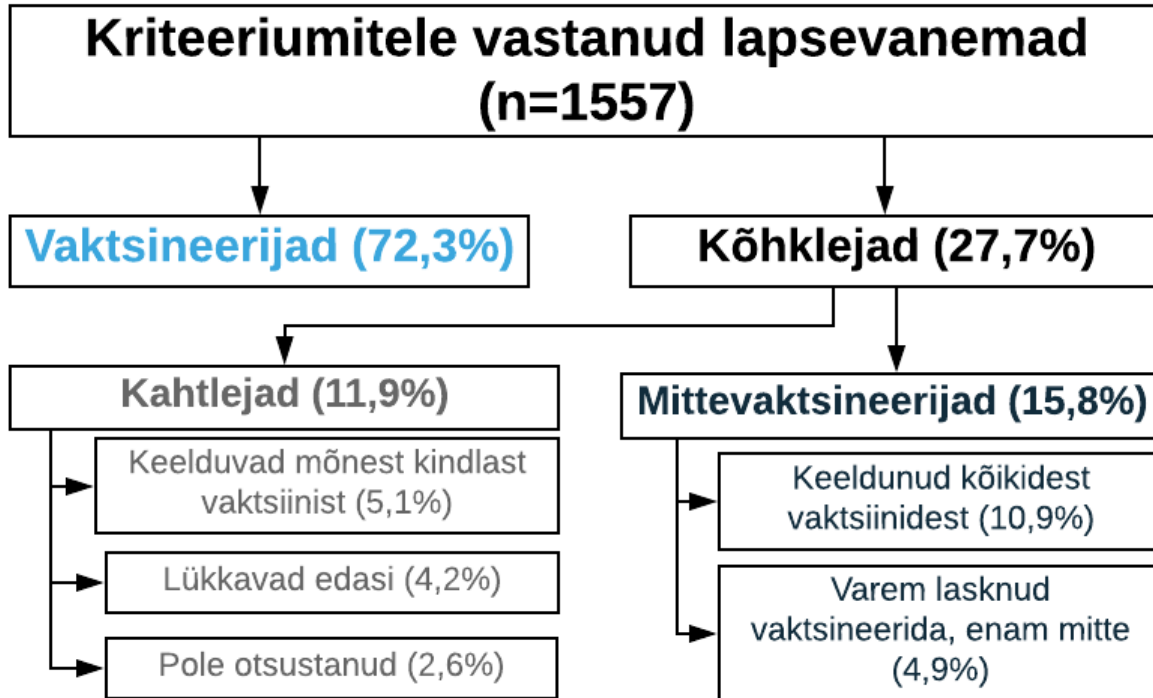 Kriteeriumitele vastanud lapsevanemad
(n=1557)
Vaktsineerijad (72,3%)
Kõhklejad (27,7%)
Kahtlejad (11,9%)
Keelduvad mõnest kindlast
vaktsiinist (5,1%)
Lükkavad edasi (4,2%)
Pole otsustanud (2,6%)
Mittevaktsineerijad (15,8%)
Keeldunud kõikidest
vaktsiinidest (10,9%)
Varem lasknud
vaktsineerida, enam mitte
(4,9%)